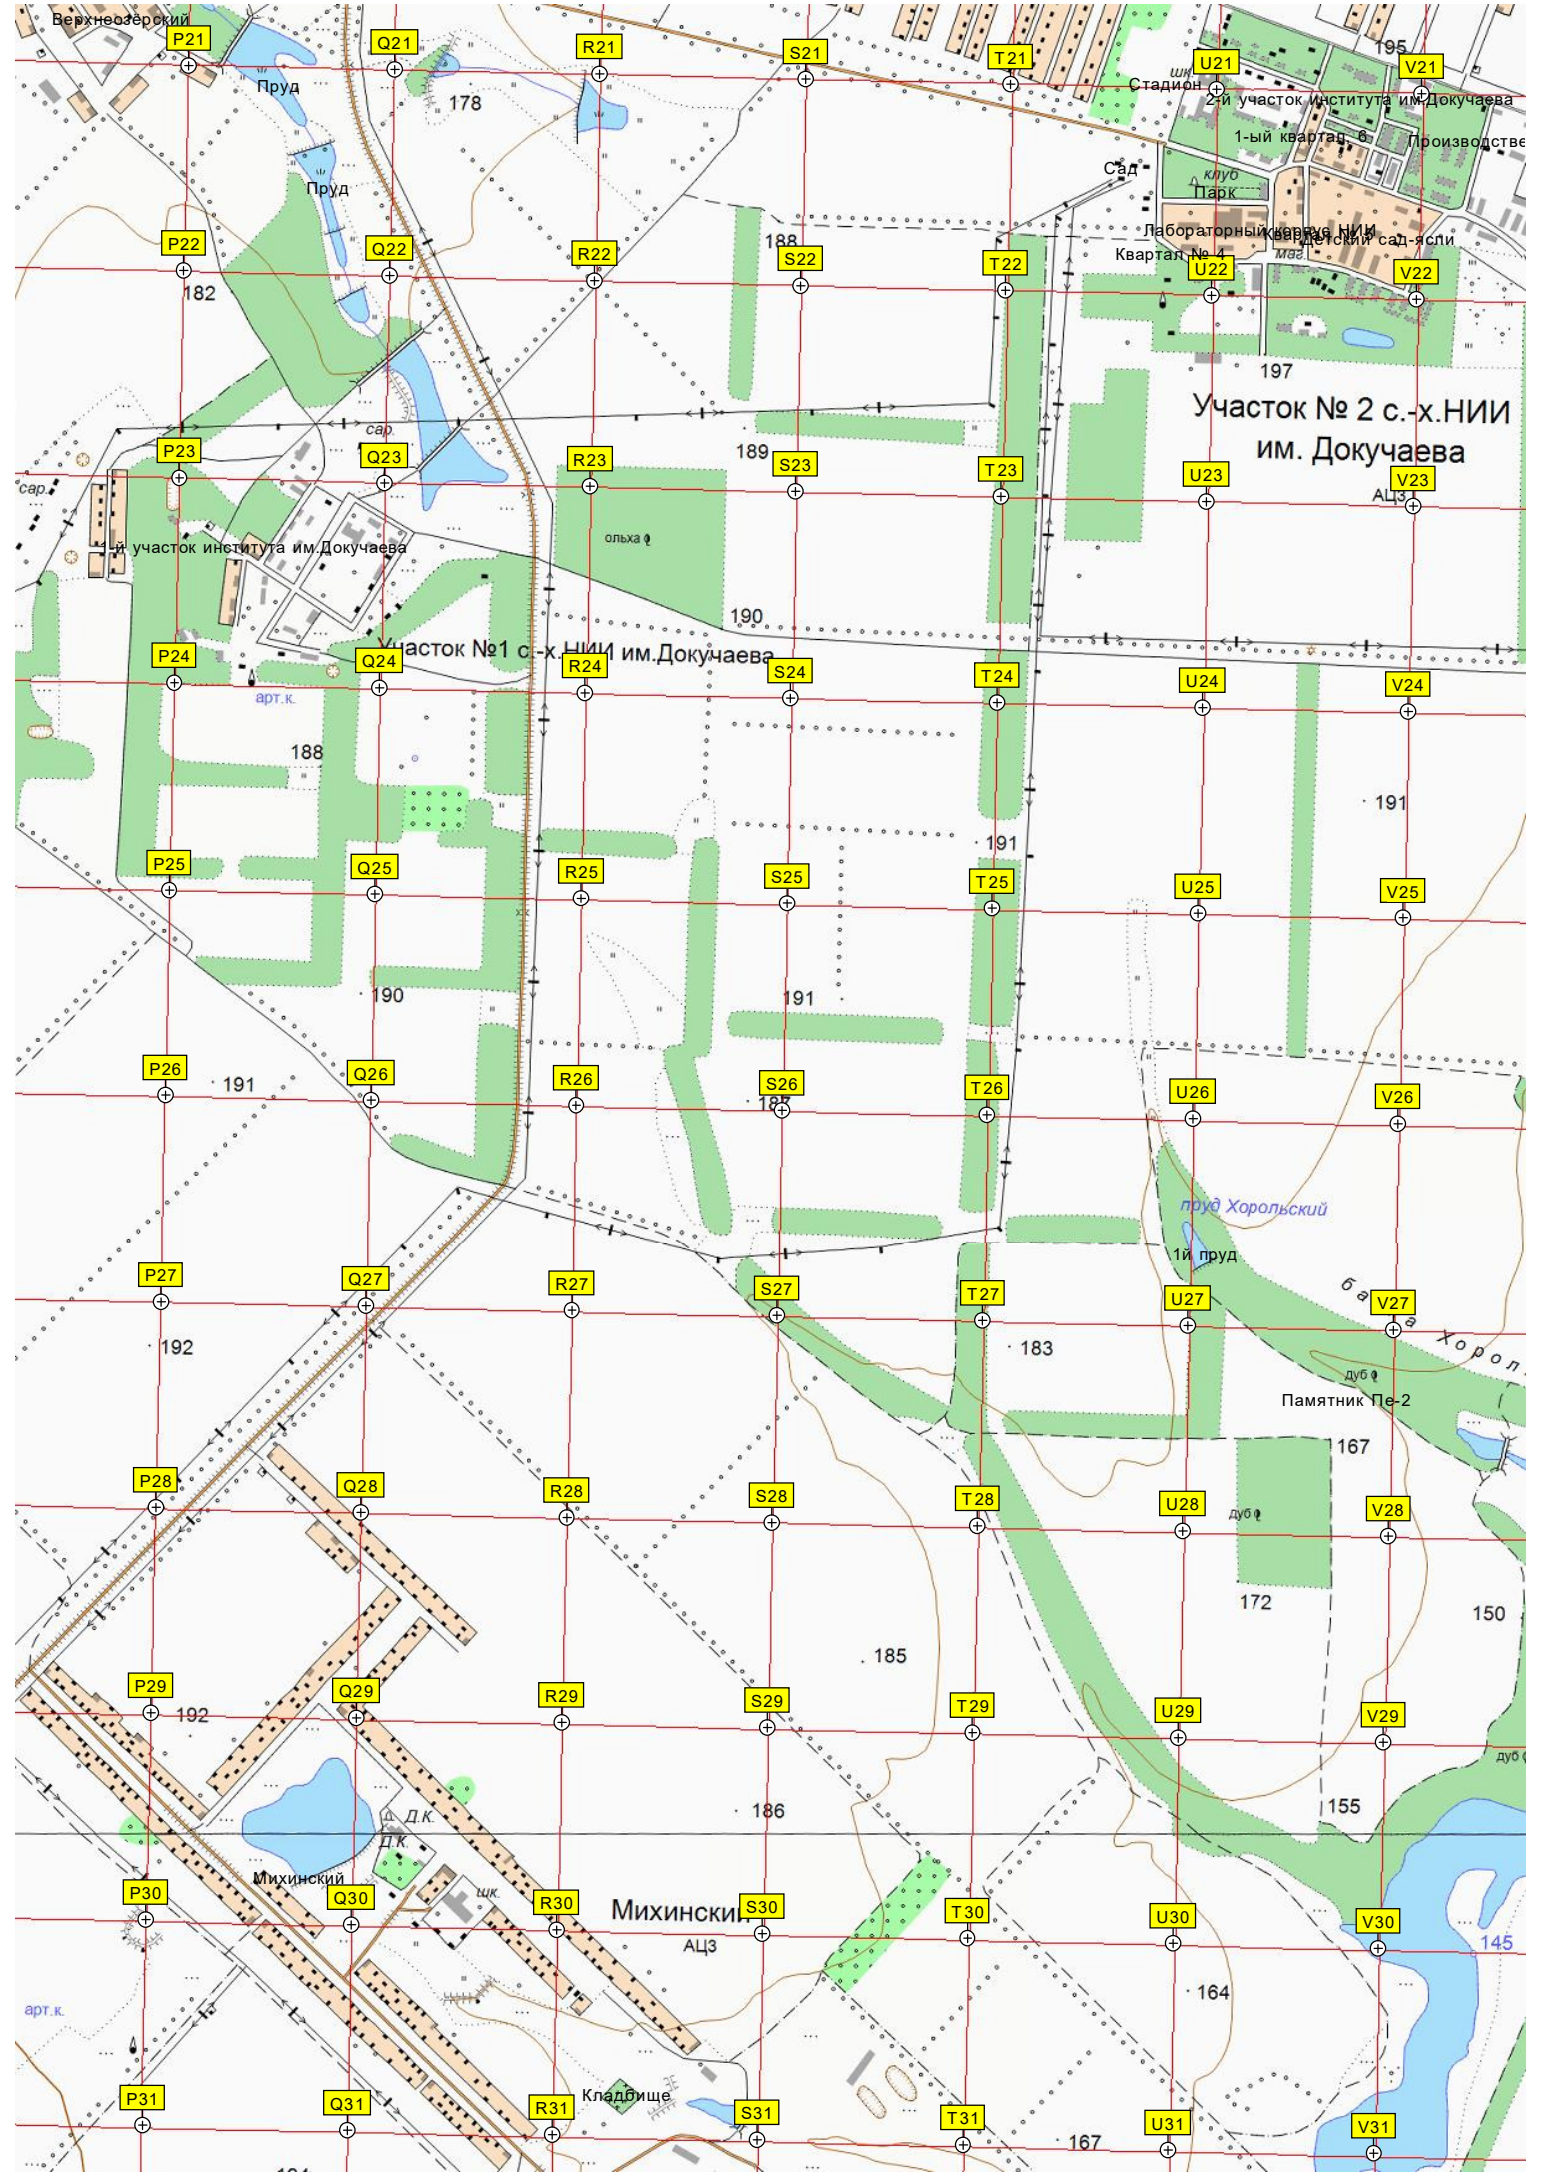 Верхнеозёрский
P21
Q21
R21
S21
T21
U21
195
V21
Пруд
178
шк.
Стадион
2-й участок института им.Докучаева
1-ый квартал, 6
Производстве
Пруд
Сад
клуб
Парк
P22
Q22
R22
188
S22
T22
Лабораторный корпус НИИ
Детский сад-ясли
Квартал № 4
маг.
U22
V22
182
197
Участок № 2 с.-х.НИИ
им. Докучаева
сар.
P23
Q23
R23
189
S23
T23
U23
V23
АЦЗ
сар.
ольха
-й участок института им.Докучаева
190
Участок №1 с.-х.НИИ им.Докучаева
P24
Q24
R24
S24
T24
U24
V24
арт.к.
188
191
191
P25
Q25
R25
S25
T25
U25
V25
190
191
P26
191
Q26
R26
S26
187
T26
U26
V26
пруд Хорольский
1й пруд
P27
Q27
R27
S27
T27
U27
V27
Хорол
192
183
дуб
Памятник Пе-2
167
P28
Q28
R28
S28
T28
U28
дуб
V28
172
150
185
P29
192
Q29
R29
S29
T29
U29
V29
дуб
186
155
Д.К.
Д.К.
Михинский
P30
Q30
шк.
R30
Михинский
S30
T30
U30
V30
АЦЗ
145
164
арт.к.
P31
Q31
R31
Кладбище
S31
T31
U31
V31
167